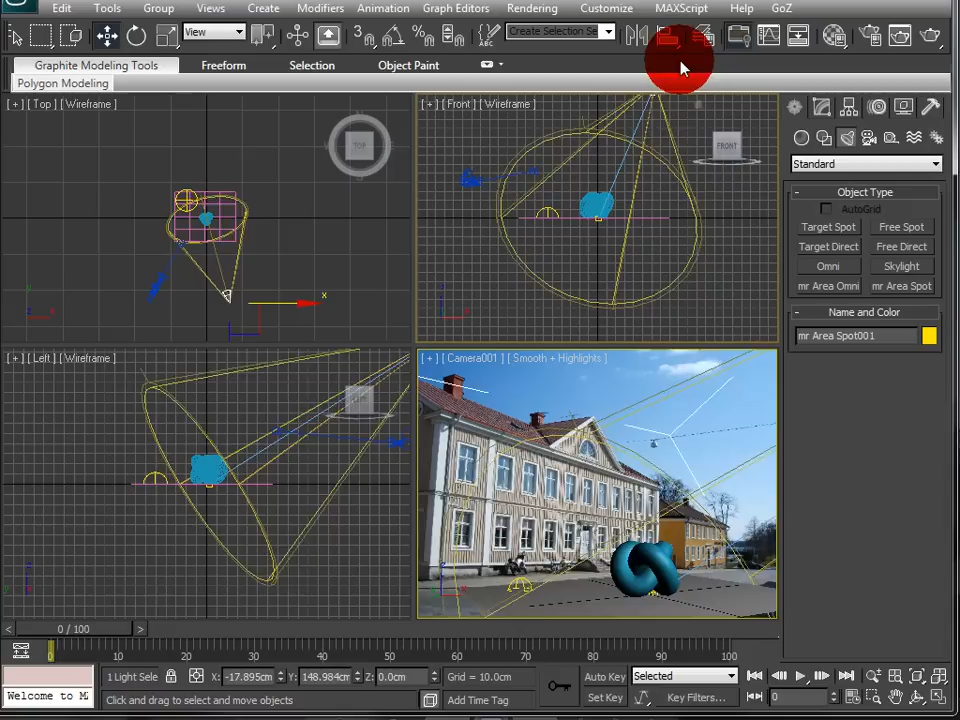 Edit Tools Group Views Create Modifiers Animation Graph Editors Rendering Customize MAXScript Help GoZ
View 3 % Create Selection Se
Graphite Modeling Tools Freeform Selection Object Paint
Polygon Modeling
[ + ] [ Top ] [ Wireframe ]
TOP
x
y
x
z
[ + ] [ Front ] [ Wireframe ]
FRONT
z
x
Standard
- Object Type
AutoGrid
Target Spot Free Spot
Target Direct Free Direct
Omni Skylight
mr Area Omni mr Area Spot
- Name and Color
mr Area Spot001
[ + ] [ Left ] [ Wireframe ]
z
y
[ + ] [ Camera001 ] [ Smooth + Highlights ]
z
x
< 0 / 100 >
0 10 20 30 40 50 60 70 80 90 100
1 Light Sele X: -17.895cm Y: 148.984cm Z: 0.0cm Grid = 10.0cm Auto Key Selected
Welcome to MA Click and drag to select and move objects Add Time Tag Set Key Key Filters... 0